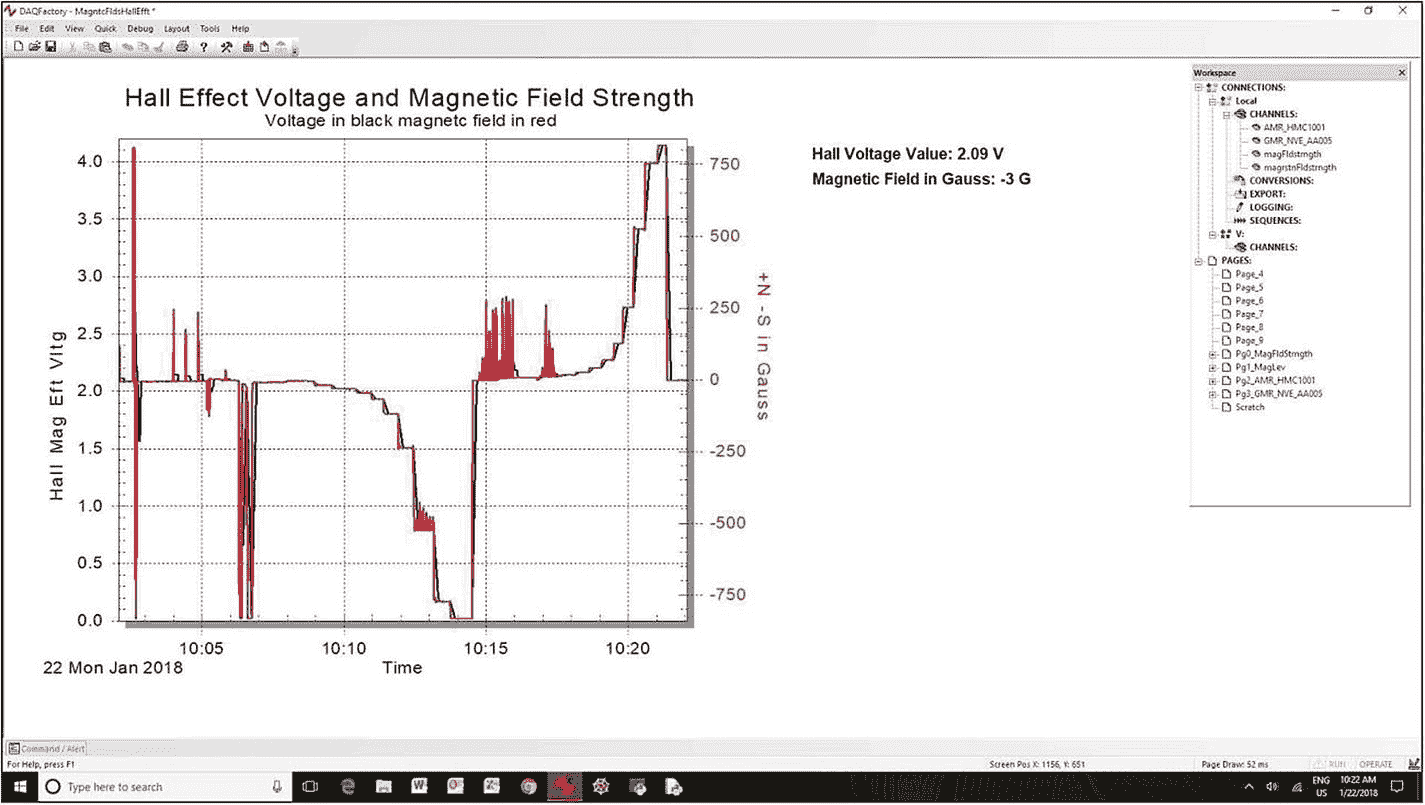 DAQFactory - MagntcFldsHallEfft *
File Edit View Quick Debug Layout Tools Help
Hall Effect Voltage and Magnetic Field Strength
Voltage in black magnetc field in red
4.0
3.5
3.0
2.5
2.0
1.5
1.0
0.5
0.0
Hall Mag Eft Vltg
750
500
250
0
-250
-500
-750
+N - S in Gauss
10:05 10:10 10:15 10:20
22 Mon Jan 2018
Time
Hall Voltage Value: 2.09 V
Magnetic Field in Gauss: -3 G
Workspace
CONNECTIONS:
Local
CHANNELS:
AMR_HMC1001
GMR_NVE_AA005
magFldstrngth
magrstnFldstrngth
CONVERSIONS:
EXPORT:
LOGGING:
SEQUENCES:
V:
CHANNELS:
PAGES:
Page_4
Page_5
Page_6
Page_7
Page_8
Page_9
Pg0_MagFldStrngth
Pg1_MagLev
Pg2_AMR_HMC1001
Pg3_GMR_NVE_AA005
Scratch
Command / Alert
For Help, press F1
Screen Pos X: 1156, Y: 651
Page Draw: 52 ms
RUN
OPERATE
Type here to search
ENG
US
10:22 AM
1/22/2018